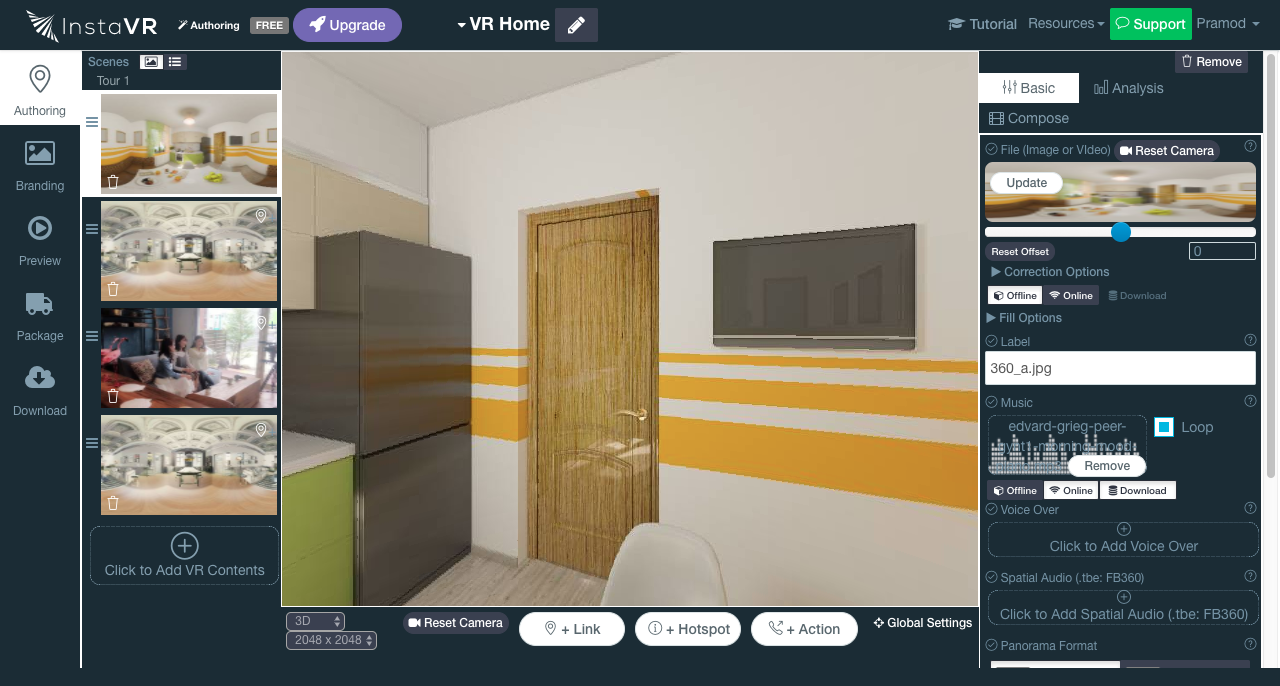 InstaVR
Authoring
FREE
Upgrade
VR Home
Tutorial
Resources
Support
Pramod
Authoring
Branding
Preview
Package
Download
Scenes
Tour 1
Click to Add VR Contents
3D
2048 x 2048
Reset Camera
+ Link
+ Hotspot
+ Action
Global Settings
Remove
Basic
Analysis
Compose
File (Image or VIdeo)
Reset Camera
Update
Reset Offset
0
Correction Options
Offline
Online
Download
Fill Options
Label
360_a.jpg
Music
edvard-grieg-peer-
Loop
Remove
Offline
Online
Download
Voice Over
Click to Add Voice Over
Spatial Audio (.tbe: FB360)
Click to Add Spatial Audio (.tbe: FB360)
Panorama Format